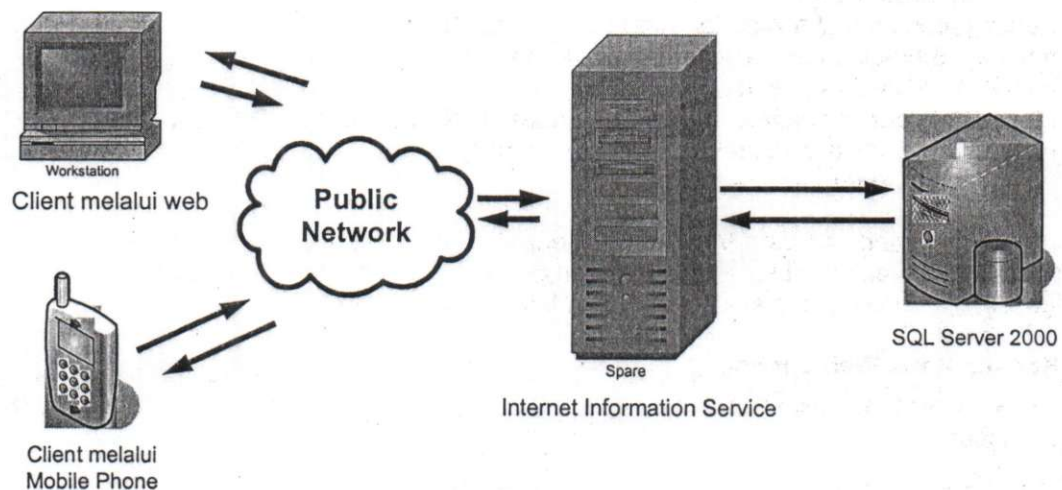 Workstation
Client melalui web
Public
Network
Client melalui
Mobile Phone
Spare
Internet Information Service
SQL Server 2000